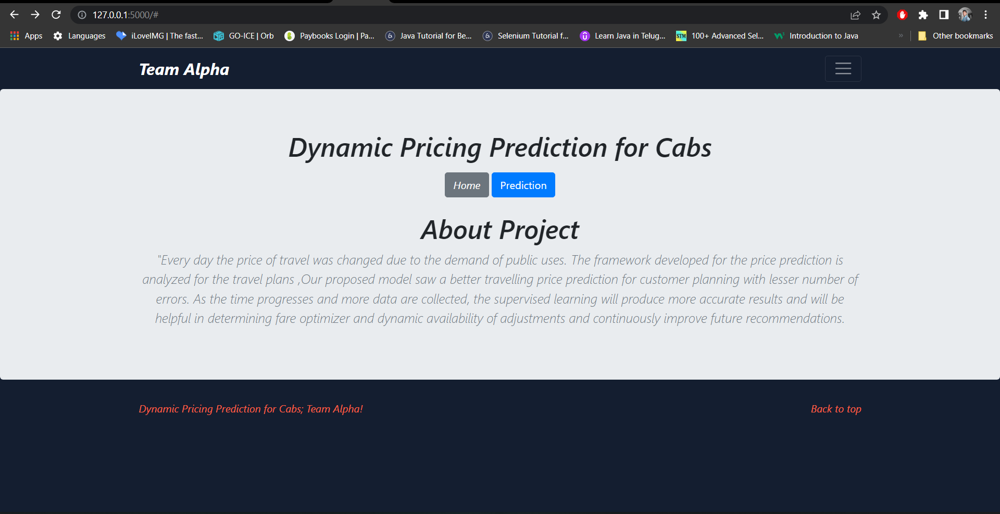 127.0.0.1:5000/#
Apps Languages iLoveIMG | The fast... GO-ICE | Orb Paybooks Login | Pa... Java Tutorial for Be... Selenium Tutorial f... Learn Java in Telug... STM 100+ Advanced Sel... Introduction to Java » Other bookmarks
Team Alpha
Dynamic Pricing Prediction for Cabs
Home Prediction
About Project
"Every day the price of travel was changed due to the demand of public uses. The framework developed for the price prediction is
analyzed for the travel plans ,Our proposed model saw a better travelling price prediction for customer planning with lesser number of
errors. As the time progresses and more data are collected, the supervised learning will produce more accurate results and will be
helpful in determining fare optimizer and dynamic availability of adjustments and continuously improve future recommendations.
Dynamic Pricing Prediction for Cabs; Team Alpha! Back to top